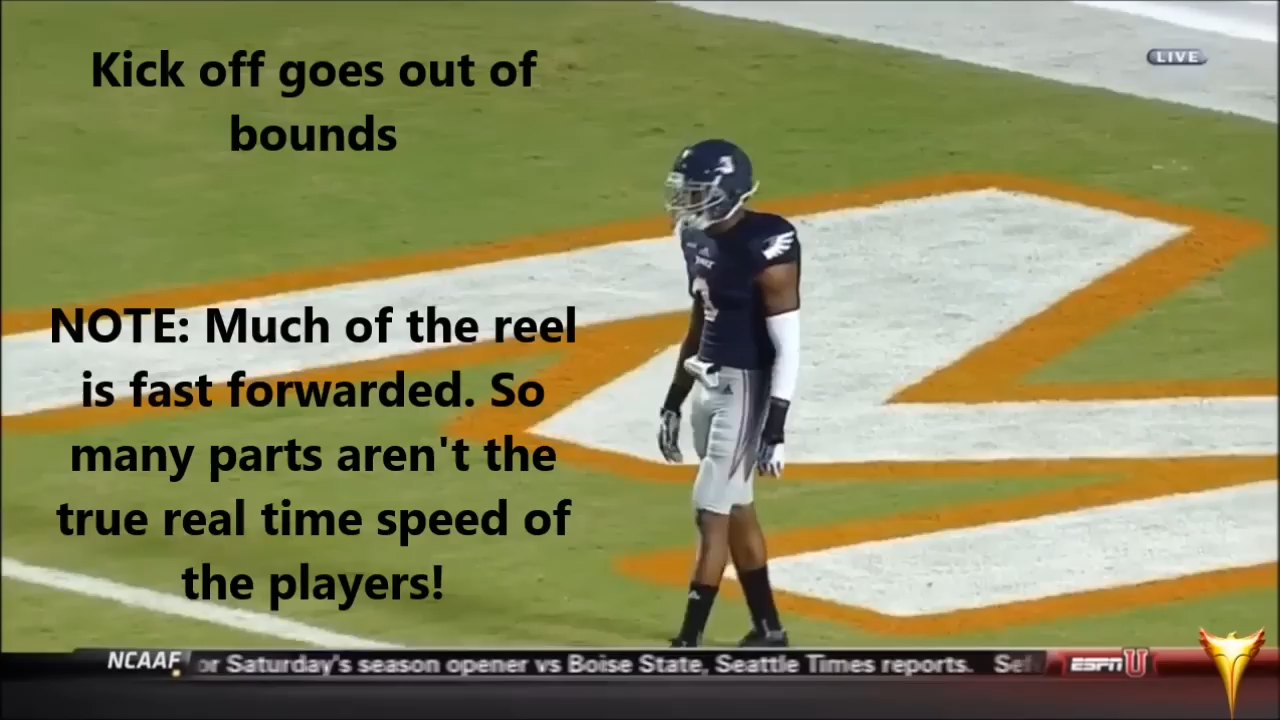 Kick off goes out of
bounds
LIVE
NOTE: Much of the reel
is fast forwarded. So
many parts aren't the
true real time speed of
the players!
NCAAF or Saturday's season opener vs Boise State, Seattle Times reports. Sel ESPNU